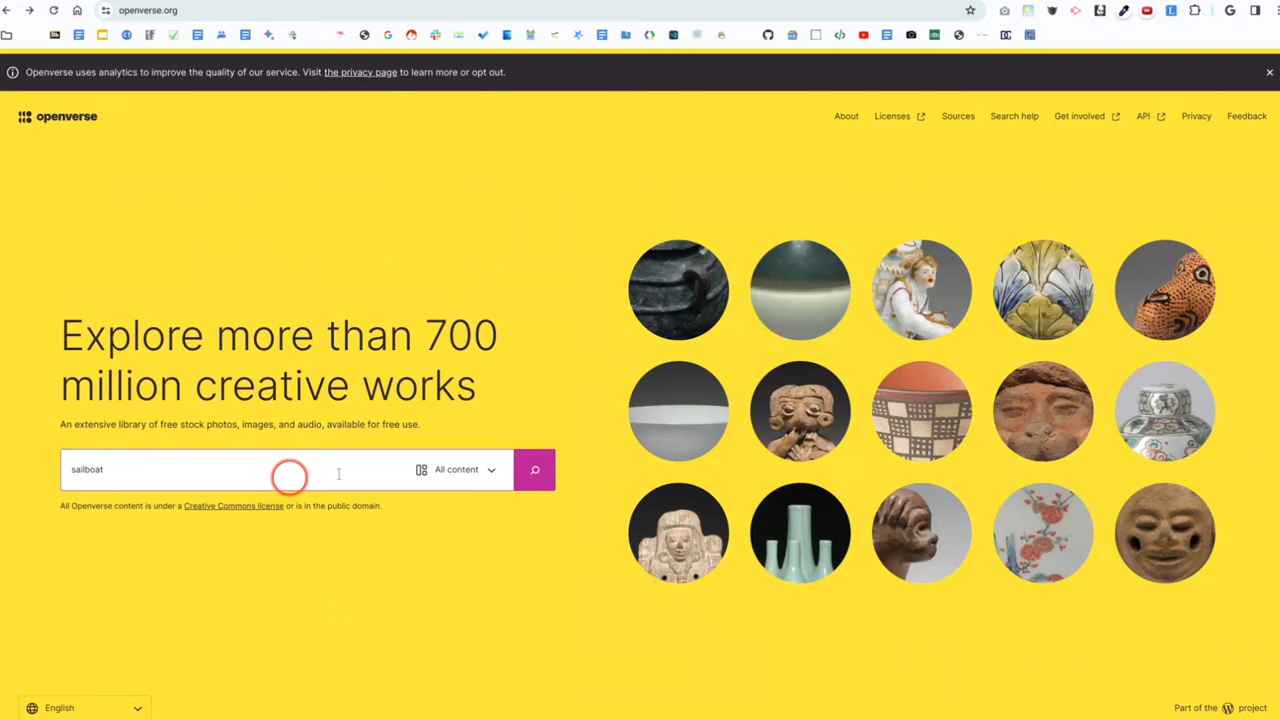 openverse.org
Openverse uses analytics to improve the quality of our service. Visit the privacy page to learn more or opt out.
openverse
About Licenses Sources Search help Get involved API Privacy Feedback
Explore more than 700
million creative works
An extensive library of free stock photos, images, and audio, available for free use.
sailboat All content
All Openverse content is under a Creative Commons license or is in the public domain.
English
Part of the project